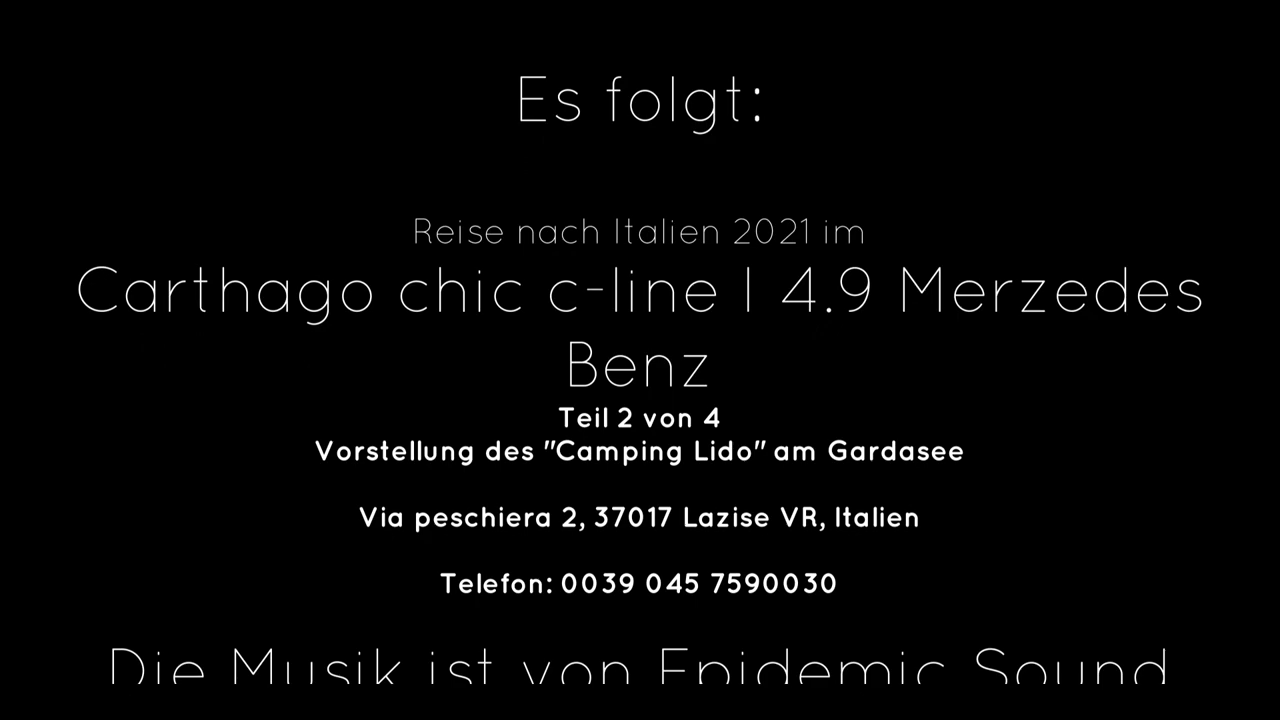 Es folgt:
Reise nach Italien 2021 im
Carthago chic c-line I 4.9 Merzedes
Benz
Teil 2 von 4
Vorstellung des "Camping Lido" am Gardasee
Via peschiera 2, 37017 Lazise VR, Italien
Telefon: 0039 045 7590030
Die Musik ist von Epidemic Sound